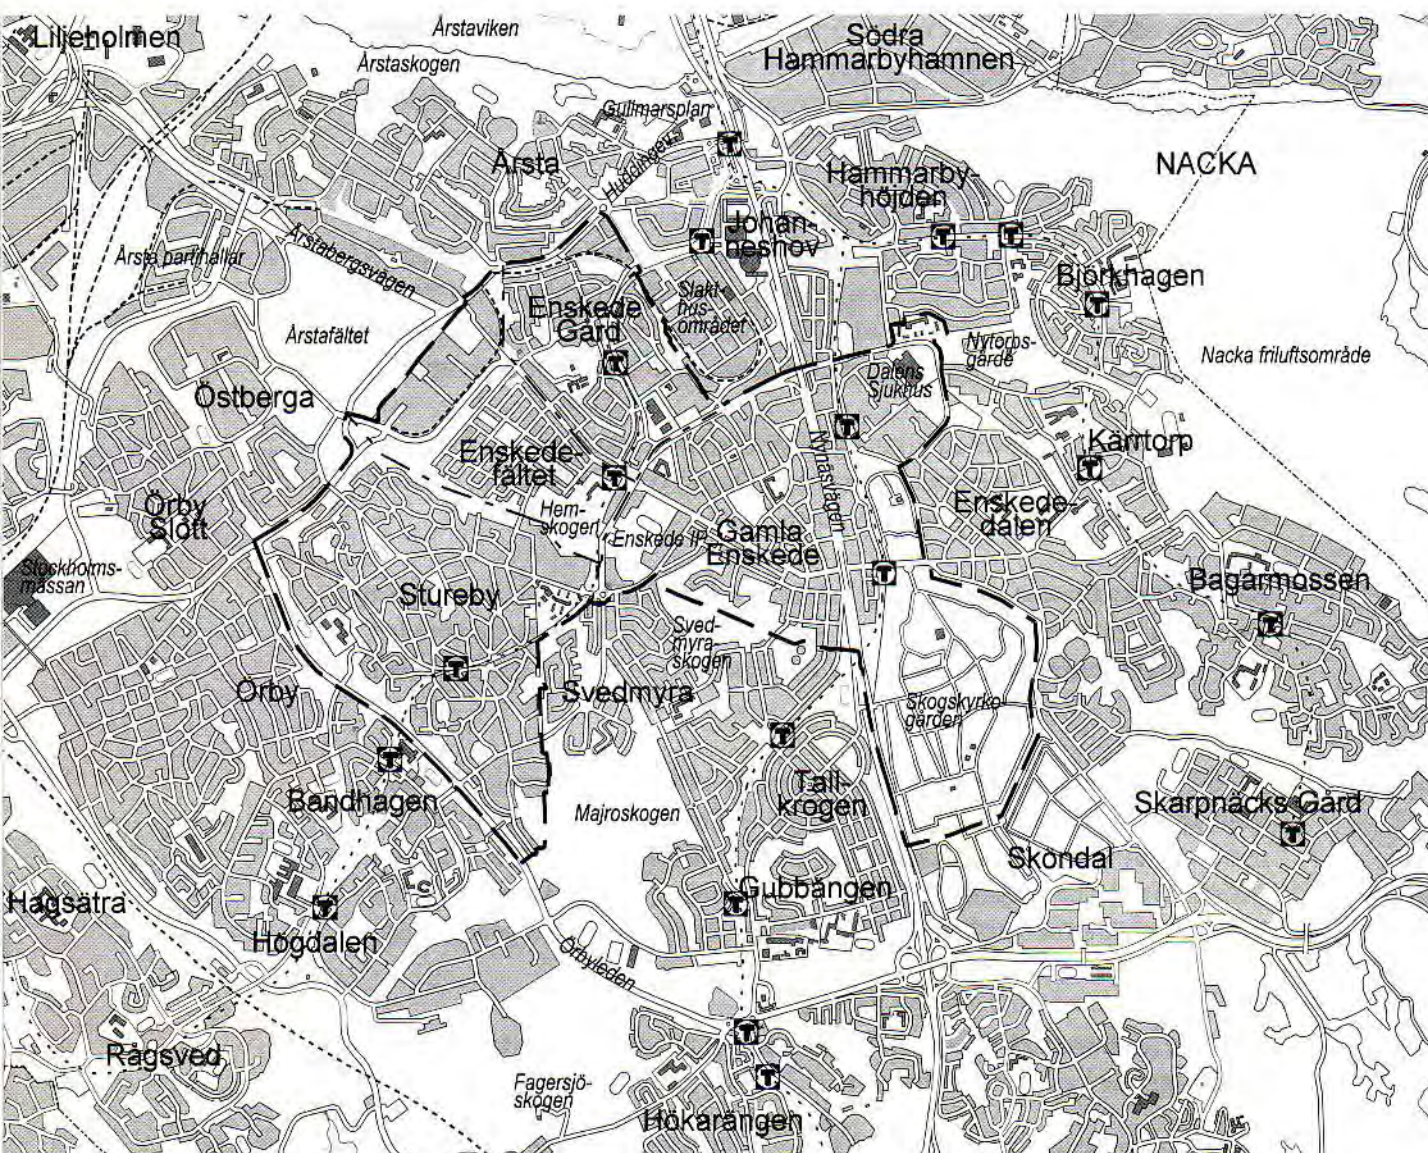 Årstaviken
Liljeholmen
Södra
Hammarbyhamnen
Årstaskogen
Gullmarsplan
Årsta
NACKA
Hammarby-
höjden
Johan-
neshov
Årsta partihallar
Årstabergsvägen
Björkhagen
Slakt-
hus-
området
Enskede
Gård
Årstafältet
Nytorps-
gärde
Nacka friluftsområde
Dalens
Sjukhus
Östberga
Kärrtorp
Enskede-
fältet
Nynäsvägen
Örby
Slott
Hem-
skogen
Enskede IP
Gamla
Enskede
Enskede-
dalen
Stockholms-
mässan
Stureby
Bagarmossen
Sved-
myra-
skogen
Örby
Svedmyra
Skogskyrko-
gården
Tall-
krogen
Bandhagen
Majroskogen
Skarpnäcks Gård
Sköndal
Gubbängen
Hagsätra
Högdalen
Örbyleden
Rågsved
Fagersjö-
skogen
Hökarängen